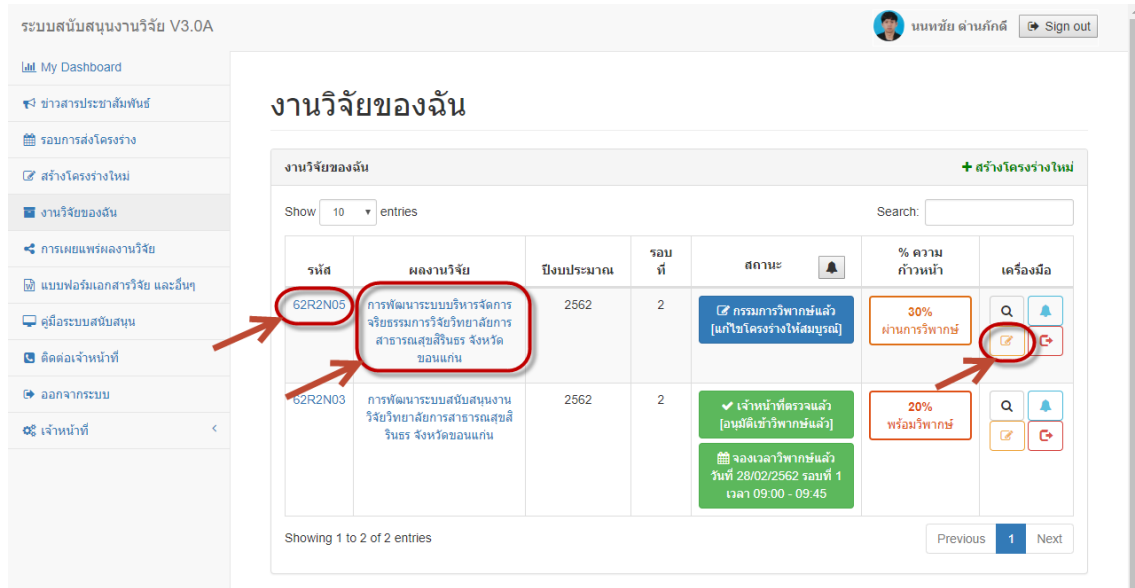 ระบบสนับสนุนงานวิจัย V3.0A
นนทชัย ด่านภักดี
Sign out
My Dashboard
ข่าวสารประชาสัมพันธ์
รอบการส่งโครงร่าง
สร้างโครงร่างใหม่
งานวิจัยของฉัน
การเผยแพร่ผลงานวิจัย
แบบฟอร์มเอกสารวิจัย และอื่นๆ
คู่มือระบบสนับสนุน
ติดต่อเจ้าหน้าที่
ออกจากระบบ
เจ้าหน้าที่
งานวิจัยของฉัน
งานวิจัยของฉัน
สร้างโครงร่างใหม่
Show 10 entries
Search:
รหัส
ผลงานวิจัย
ปีงบประมาณ
รอบ
ที่
สถานะ
% ความ
ก้าวหน้า
เครื่องมือ
62R2N05
การพัฒนาระบบบริหารจัดการ
จริยธรรมการวิจัยวิทยาลัยการ
สาธารณสุขสิรินธร จังหวัด
ขอนแก่น
2562
2
กรรมการวิพากษ์แล้ว
[แก้ไขโครงร่างให้สมบูรณ์]
30%
ผ่านการวิพากษ์
62R2N03
การพัฒนาระบบสนับสนุนงาน
วิจัยวิทยาลัยการสาธารณสุขสิ
รินธร จังหวัดขอนแก่น
2562
2
เจ้าหน้าที่ตรวจแล้ว
[อนุมัติเข้าวิพากษ์แล้ว]
จองเวลาวิพากษ์แล้ว
วันที่ 28/02/2562 รอบที่ 1
เวลา 09:00 - 09:45
20%
พร้อมวิพากษ์
Showing 1 to 2 of 2 entries
Previous 1 Next